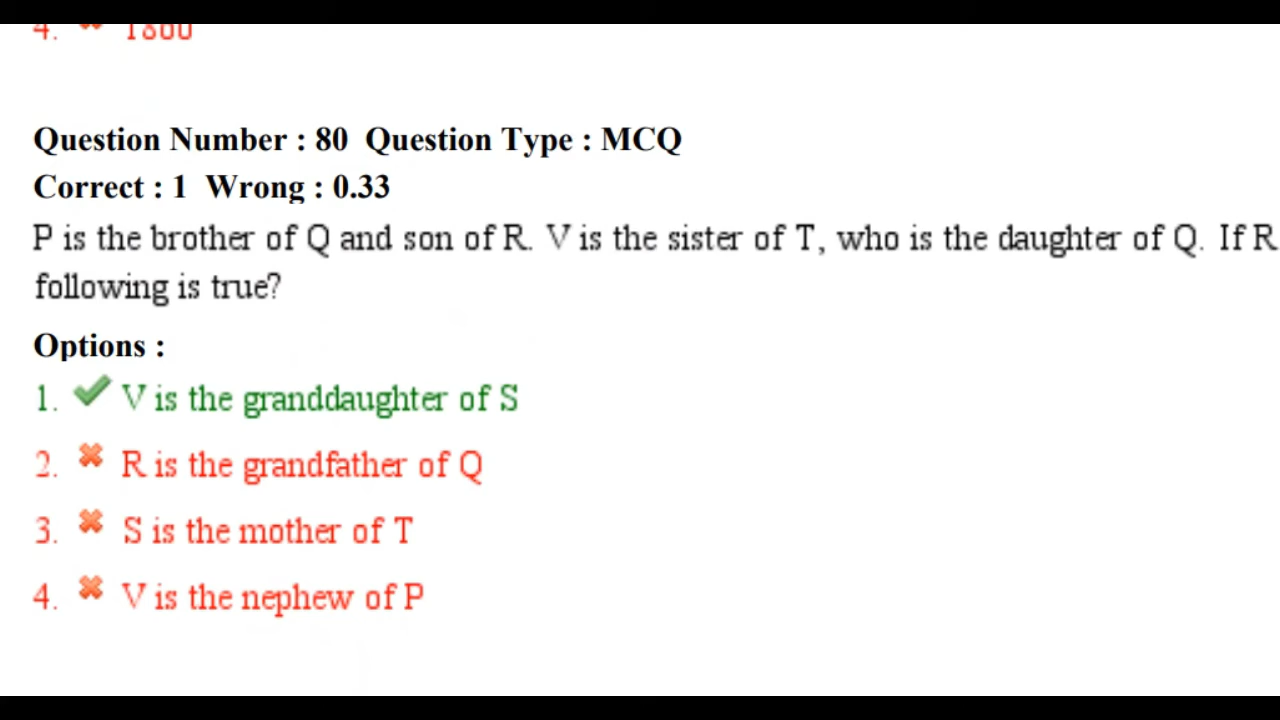 4. 1860
Question Number : 80 Question Type : MCQ
Correct : 1 Wrong : 0.33
P is the brother of Q and son of R. V is the sister of T, who is the daughter of Q. If R
following is true?
Options :
1. V is the granddaughter of S
2. R is the grandfather of Q
3. S is the mother of T
4. V is the nephew of P